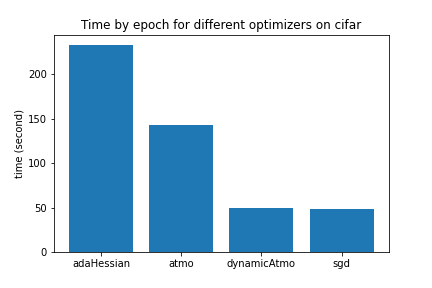 Time by epoch for different optimizers on cifar
time (second)
200
150
100
50
0
adaHessian
atmo
dynamicAtmo
sgd